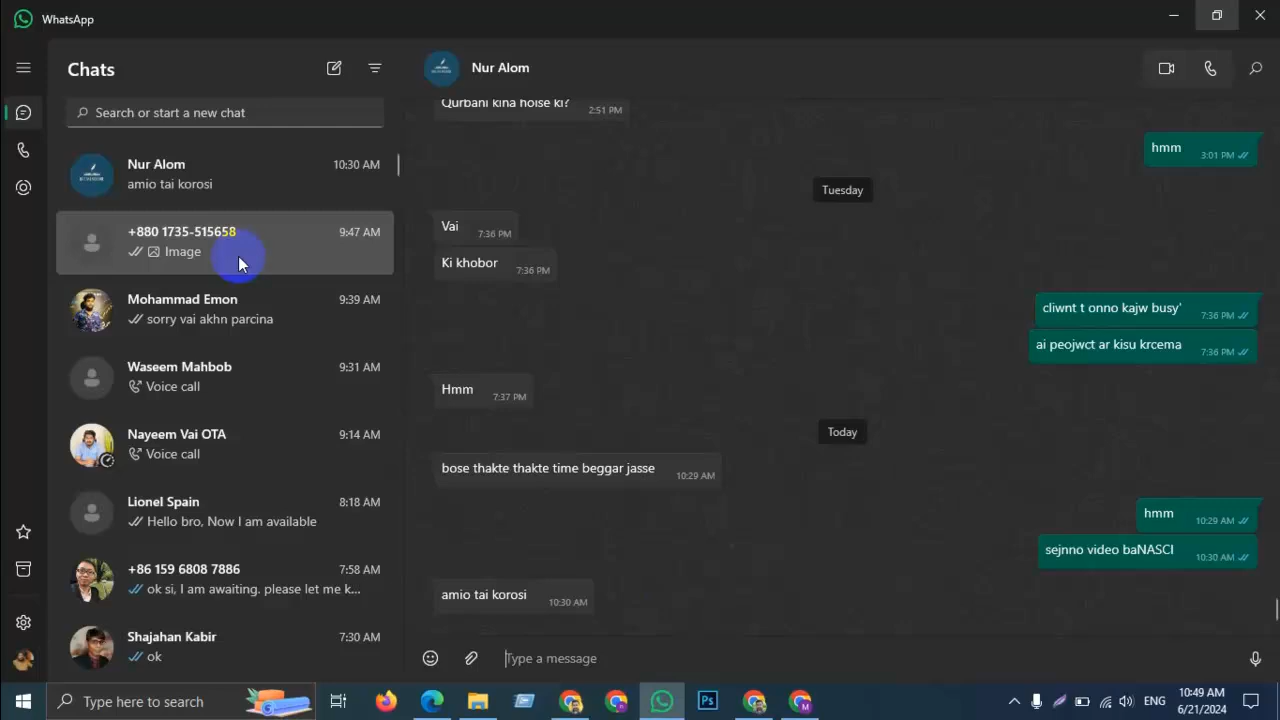 WhatsApp
Chats
Search or start a new chat
Nur Alom
10:30 AM
amio tai korosi
+880 1735-515658
9:47 AM
Image
Mohammad Emon
9:39 AM
sorry vai akhn parcina
Waseem Mahbob
9:31 AM
Voice call
Nayeem Vai OTA
9:14 AM
Voice call
Lionel Spain
8:18 AM
Hello bro, Now I am available
+86 159 6808 7886
7:58 AM
ok si, I am awaiting. please let me k...
Shajahan Kabir
7:30 AM
ok
Nur Alom
Qurbani kina hoise ki?
2:51 PM
hmm
3:01 PM
Tuesday
Vai
7:36 PM
Ki khobor
7:36 PM
cliwnt t onno kajw busy'
7:36 PM
ai peojwct ar kisu krcema
7:36 PM
Hmm
7:37 PM
Today
bose thakte thakte time beggar jasse
10:29 AM
hmm
10:29 AM
sejnno video baNASCI
10:30 AM
amio tai korosi
10:30 AM
Type a message
Type here to search
Ps
M
M
ENG
10:49 AM
6/21/2024